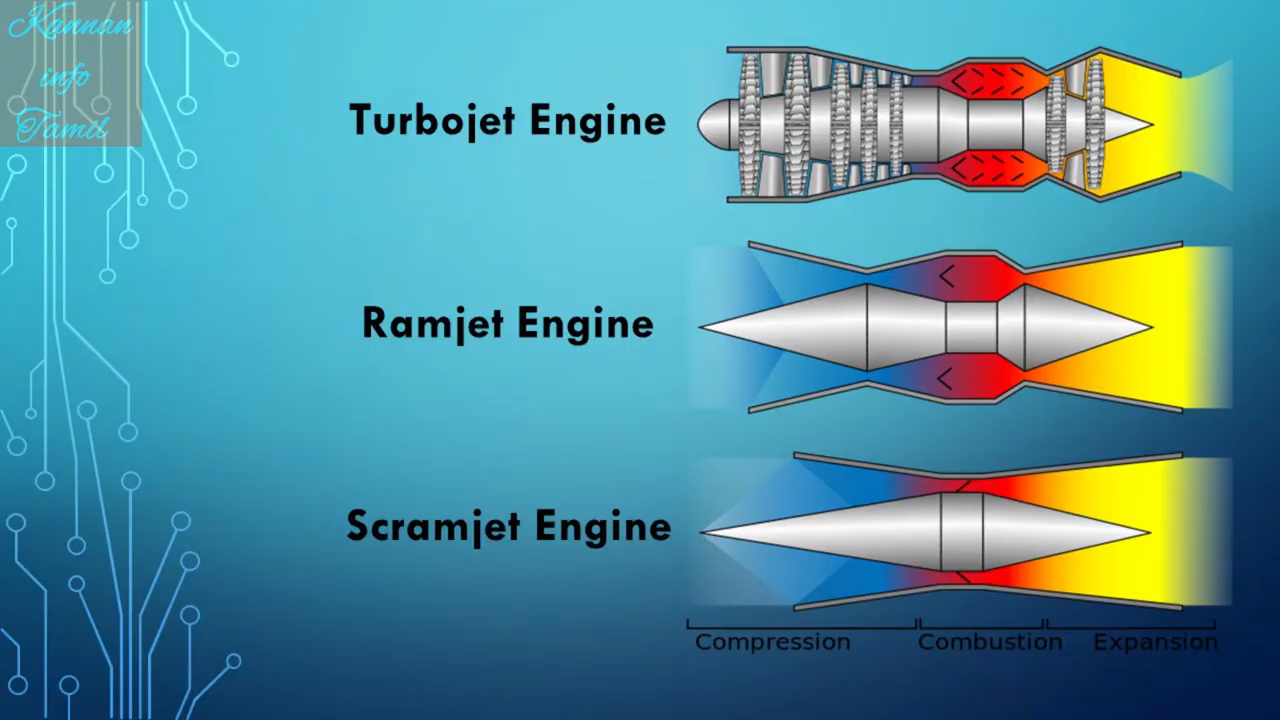 Kannan
info
Tamil
Turbojet Engine
Ramjet Engine
Scramjet Engine
Compression Combustion Expansion